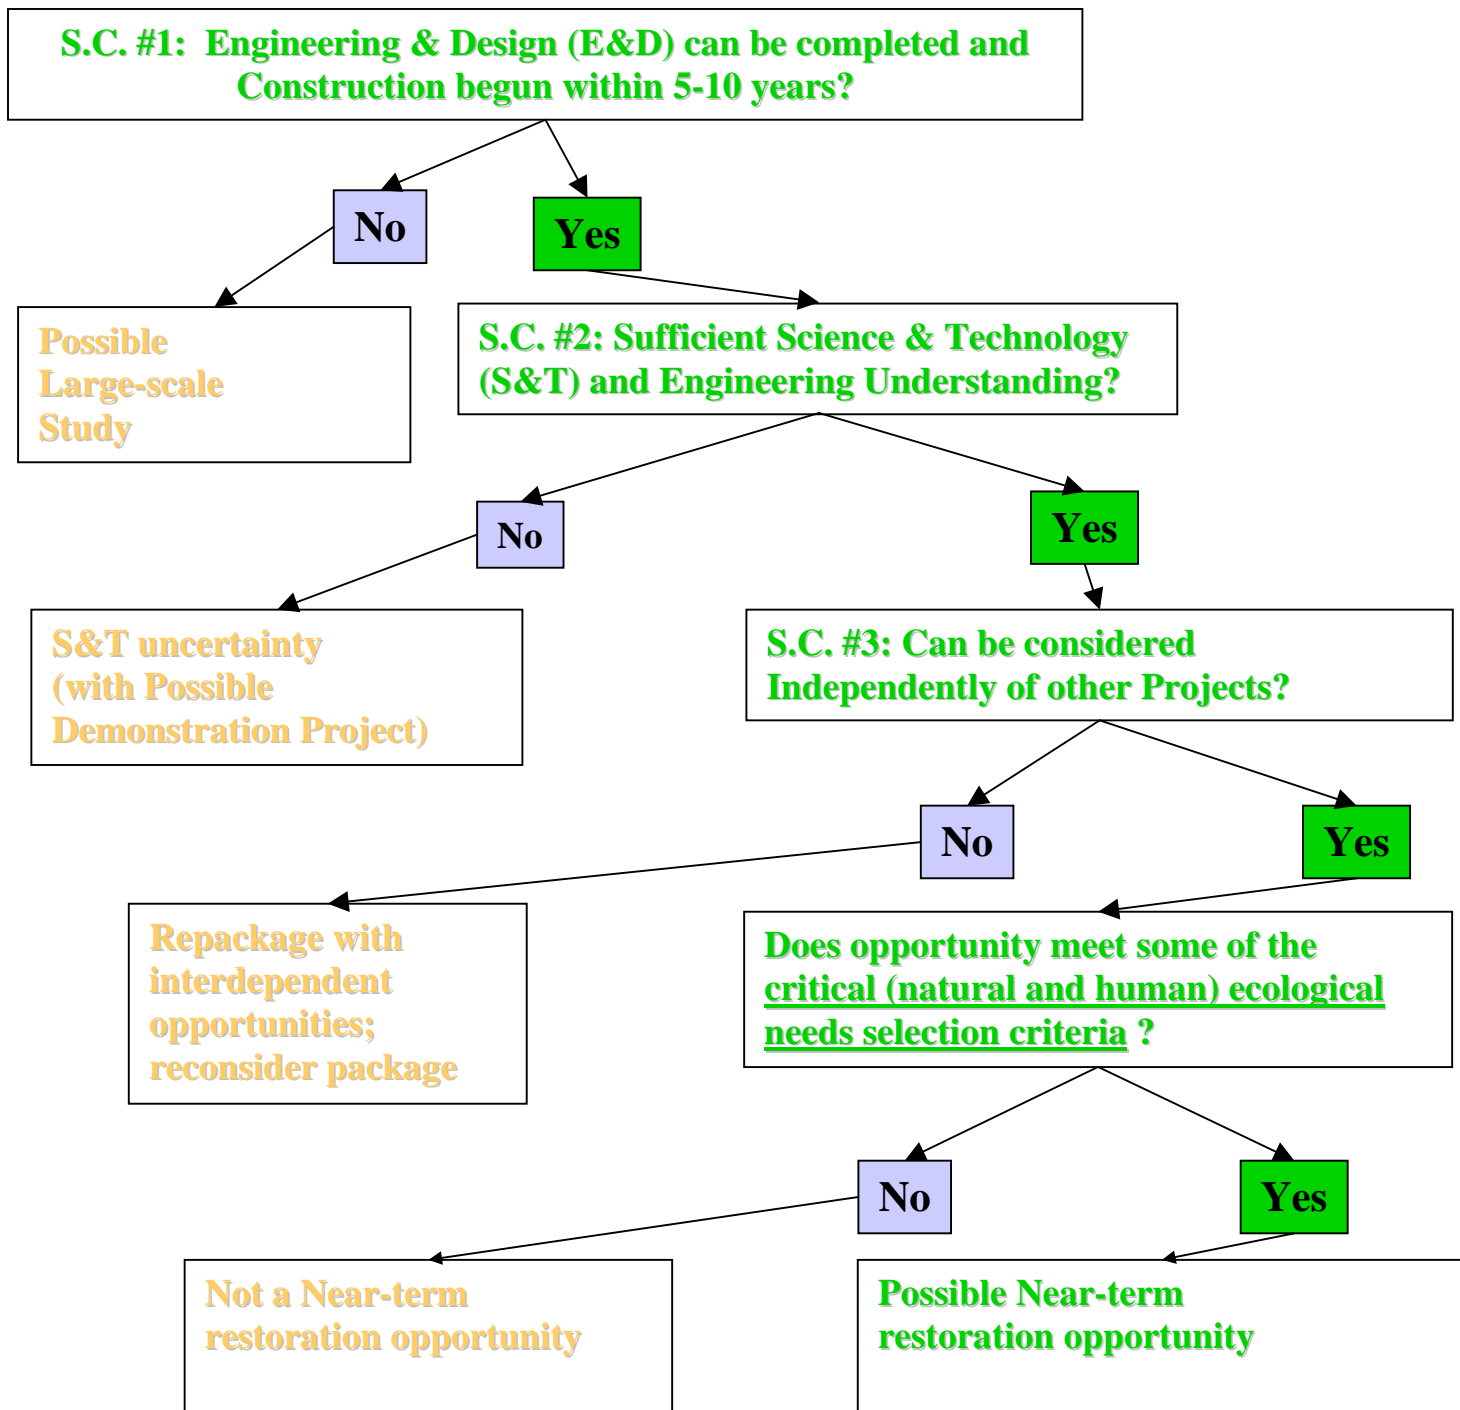 S.C. #1: Engineering & Design (E&D) can be completed and
Construction begun within 5-10 years?
No
Yes
Possible
Large-scale
Study
S.C. #2: Sufficient Science & Technology
(S&T) and Engineering Understanding?
No
Yes
S&T uncertainty
(with Possible
Demonstration Project)
S.C. #3: Can be considered
Independently of other Projects?
No
Yes
Repackage with
interdependent
opportunities;
reconsider package
Does opportunity meet some of the
critical (natural and human) ecological
needs selection criteria ?
No
Yes
Not a Near-term
restoration opportunity
Possible Near-term
restoration opportunity